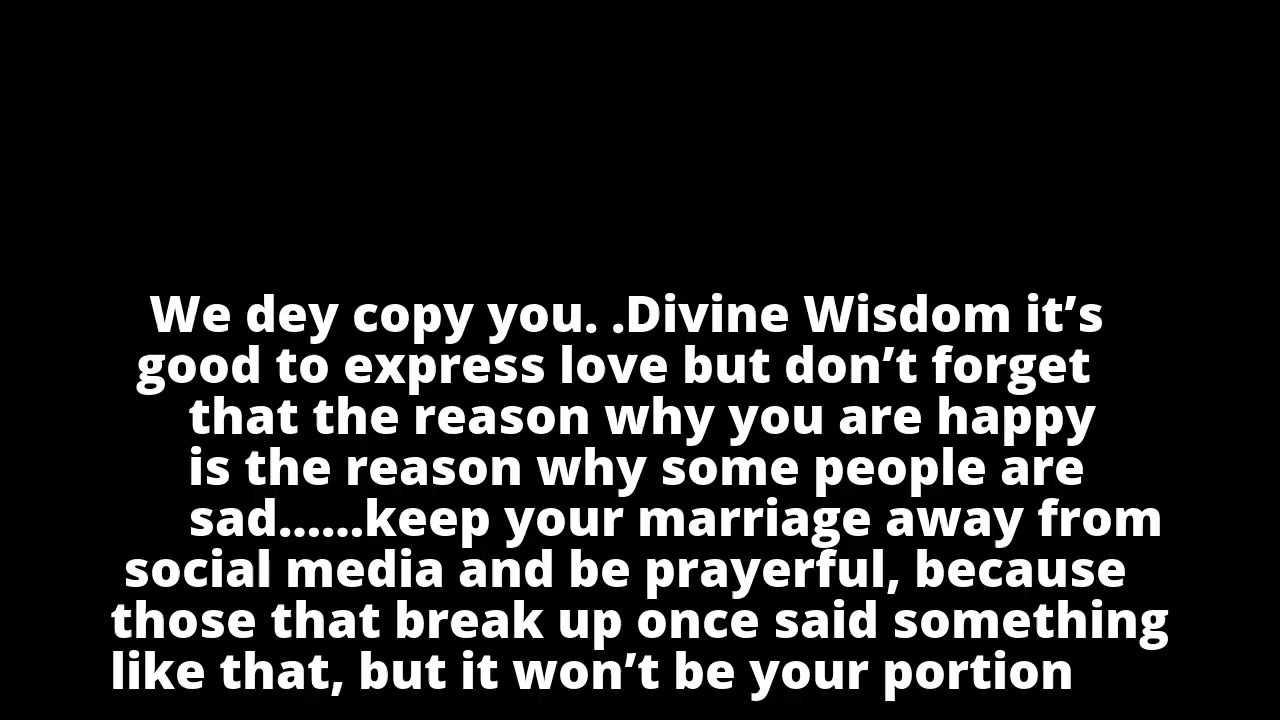 We dey copy you. .Divine Wisdom it’s
good to express love but don’t forget
that the reason why you are happy
is the reason why some people are
sad......keep your marriage away from
social media and be prayerful, because
those that break up once said something
like that, but it won’t be your portion